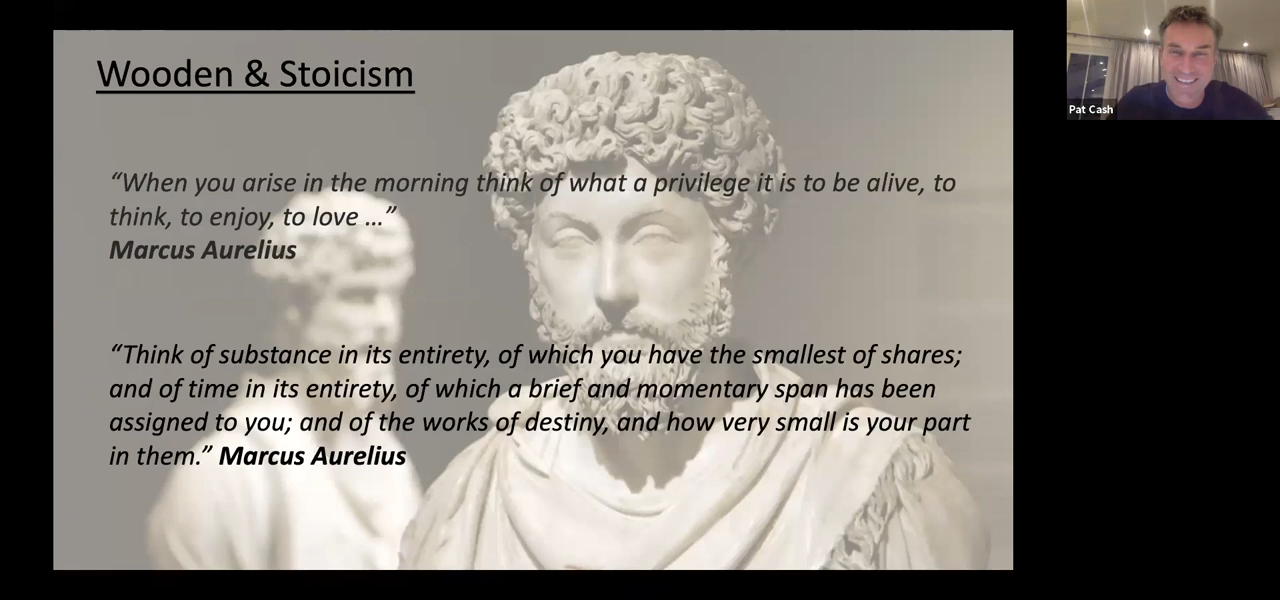 Wooden & Stoicism
“When you arise in the morning think of what a privilege it is to be alive, to
think, to enjoy, to love …”
Marcus Aurelius
“Think of substance in its entirety, of which you have the smallest of shares;
and of time in its entirety, of which a brief and momentary span has been
assigned to you; and of the works of destiny, and how very small is your part
in them.” Marcus Aurelius
Pat Cash